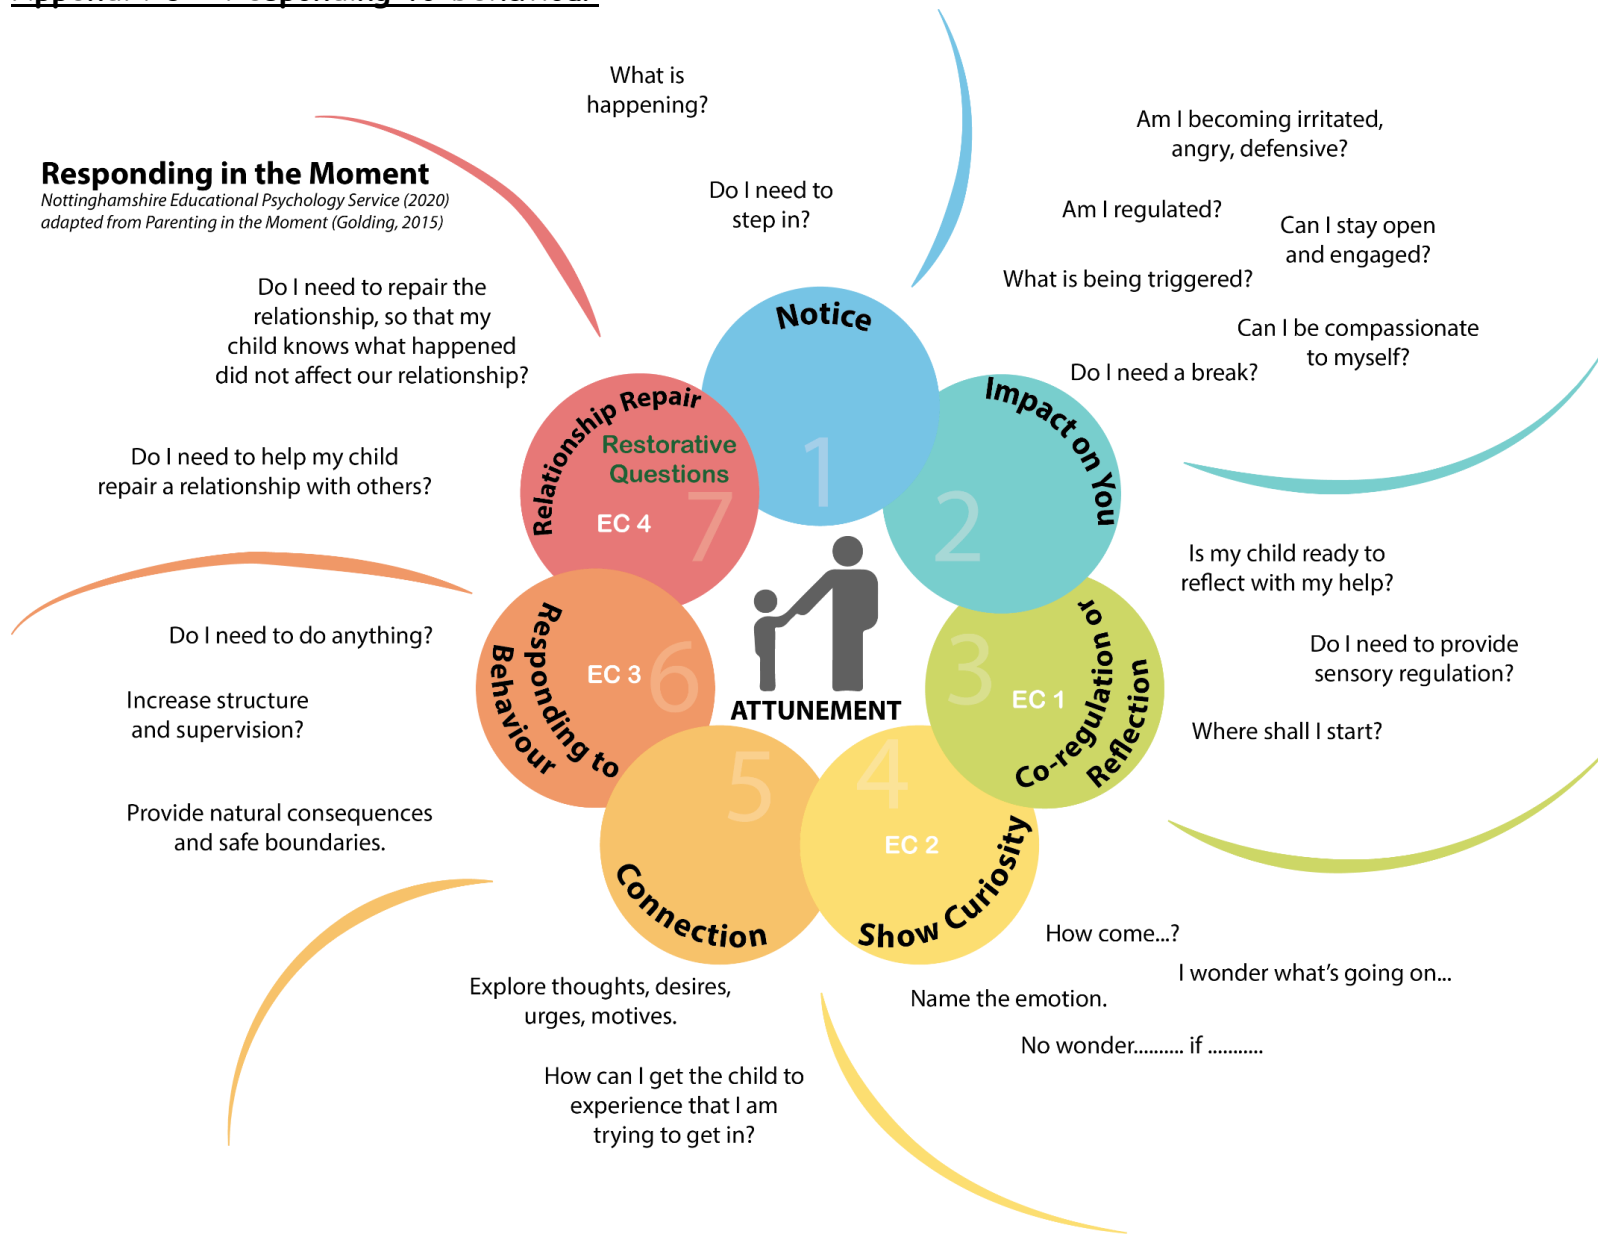 Responding in the Moment
Nottinghamshire Educational Psychology Service (2020)
adapted from Parenting in the Moment (Golding, 2015)
What is
happening?
Do I need to
step in?
Notice
1
Am I becoming irritated,
angry, defensive?
Am I regulated?
Can I stay open
and engaged?
What is being triggered?
Can I be compassionate
to myself?
Do I need a break?
Impact on You
2
Is my child ready to
reflect with my help?
Do I need to provide
sensory regulation?
Where shall I start?
Co-regulation or
Reflection
3
EC 1
Show Curiosity
4
EC 2
How come...?
I wonder what’s going on...
Name the emotion.
No wonder.......... if ...........
Connection
5
Explore thoughts, desires,
urges, motives.
How can I get the child to
experience that I am
trying to get in?
Responding to
Behaviour
6
EC 3
Do I need to do anything?
Increase structure
and supervision?
Provide natural consequences
and safe boundaries.
Relationship Repair
Restorative
Questions
EC 4
7
Do I need to repair the
relationship, so that my
child knows what happened
did not affect our relationship?
Do I need to help my child
repair a relationship with others?
ATTUNEMENT